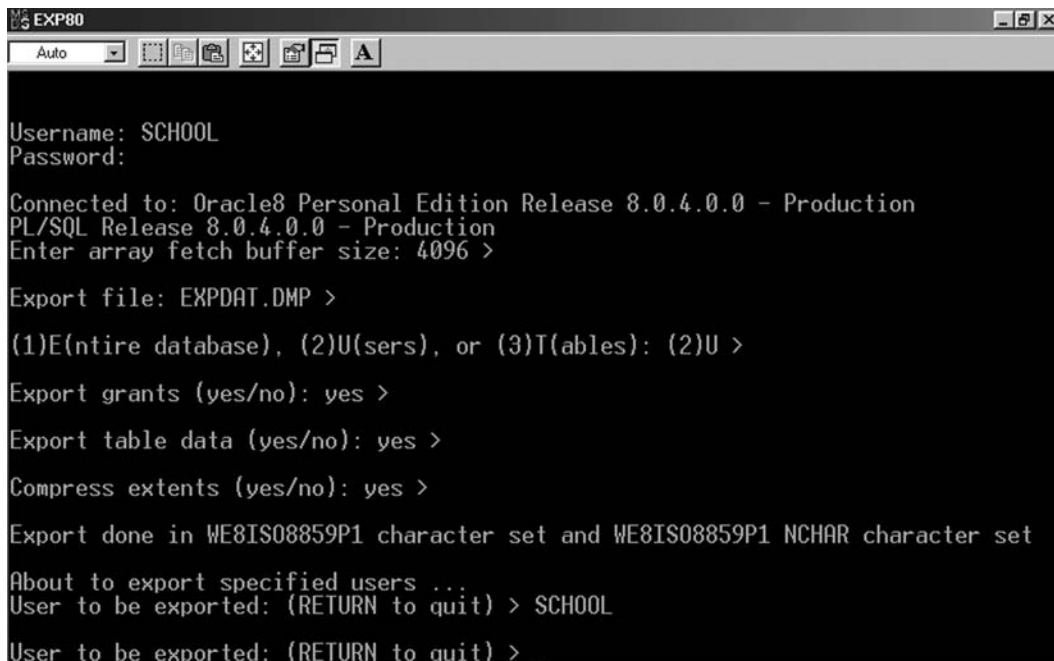 EXP80
Auto
A
Username: SCHOOL
Password:
Connected to: Oracle8 Personal Edition Release 8.0.4.0.0 - Production
PL/SQL Release 8.0.4.0.0 - Production
Enter array fetch buffer size: 4096 >
Export file: EXPDAT.DMP >
(1)E(ntire database), (2)U(sers), or (3)T(ables): (2)U >
Export grants (yes/no): yes >
Export table data (yes/no): yes >
Compress extents (yes/no): yes >
Export done in WE8ISO8859P1 character set and WE8ISO8859P1 NCHAR character set
About to export specified users ...
User to be exported: (RETURN to quit) > SCHOOL
User to be exported: (RETURN to quit) >